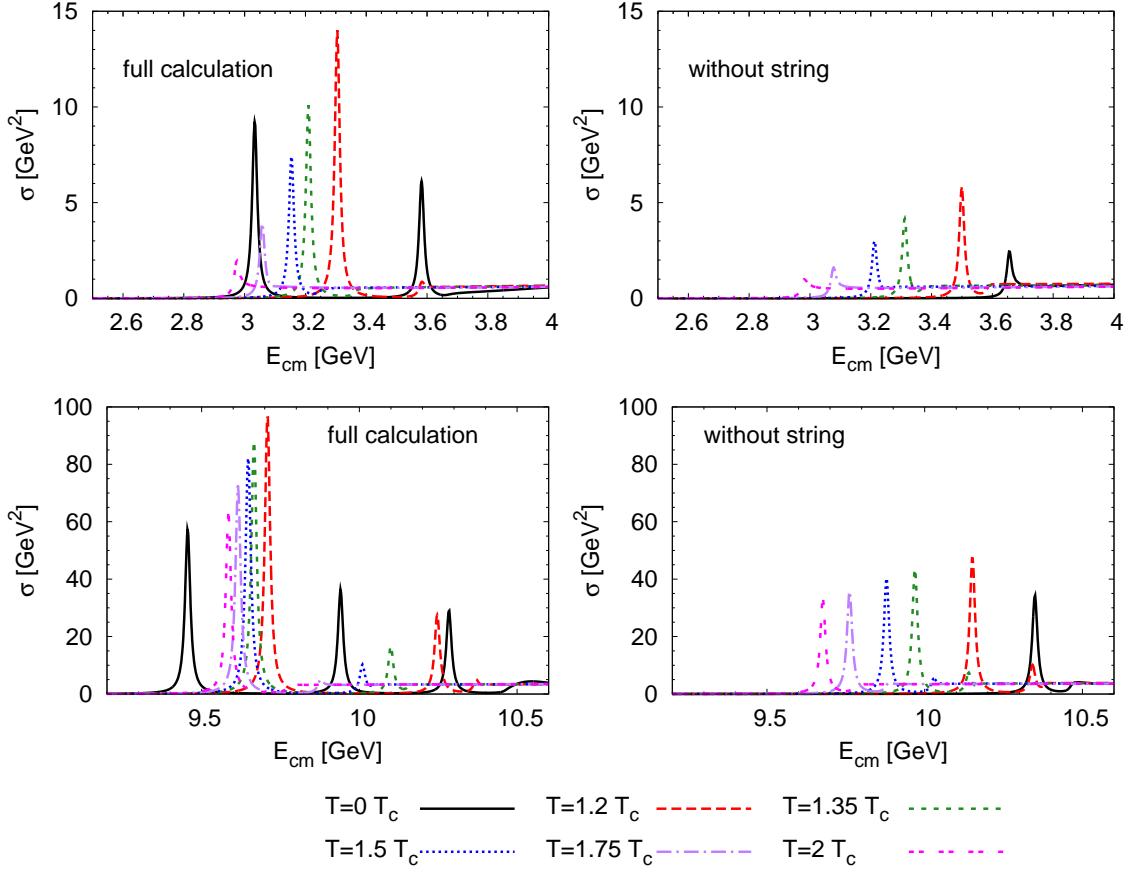 15
10
5
0
σ [GeV²]
full calculation
2.6 2.8 3 3.2 3.4 3.6 3.8 4
E_cm [GeV]
15
10
5
0
σ [GeV²]
without string
2.6 2.8 3 3.2 3.4 3.6 3.8 4
E_cm [GeV]
100
80
60
40
20
0
σ [GeV²]
full calculation
9.5 10 10.5
E_cm [GeV]
100
80
60
40
20
0
σ [GeV²]
without string
9.5 10 10.5
E_cm [GeV]
T=0 T_c T=1.2 T_c T=1.35 T_c
T=1.5 T_c T=1.75 T_c T=2 T_c